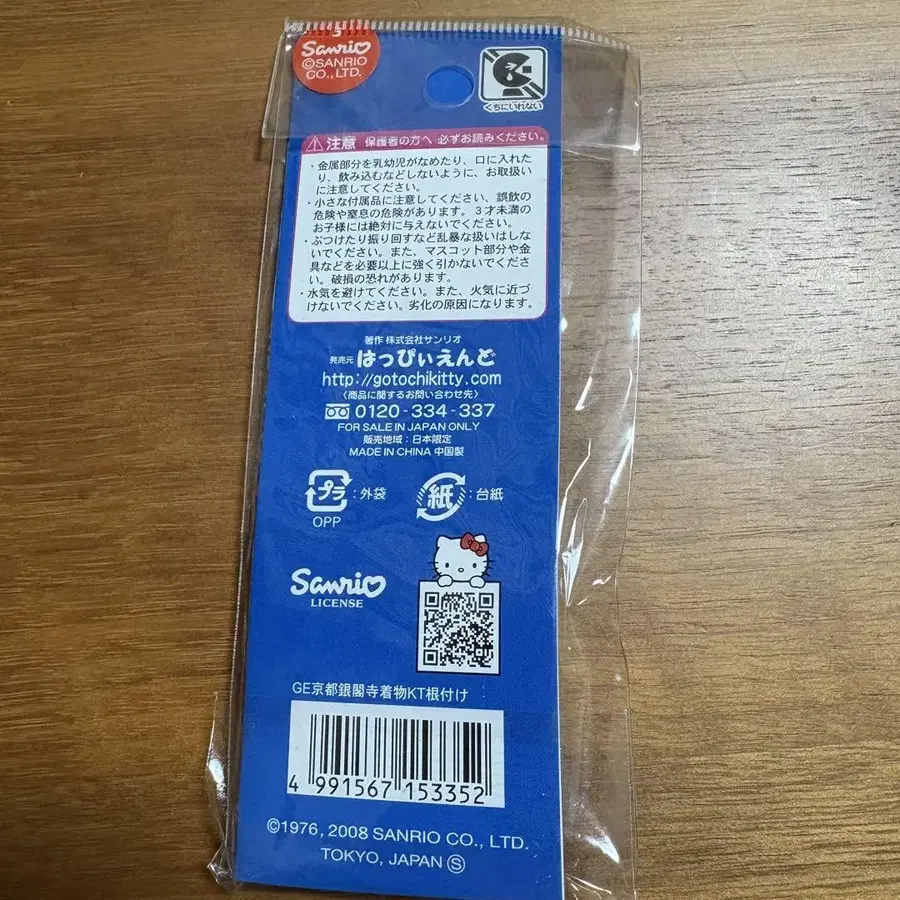 Sanrio
©SANRIO
CO., LTD.
くちにいれない
注意 保護者の方へ 必ずお読みください。
・金属部分を乳幼児がなめたり、口に入れた
り、飲み込むなどしないように、お取扱い
に注意してください。
・小さな付属品に注意してください、誤飲の
危険や窒息の危険があります。3才未満の
お子様には絶対に与えないでください。
・ぶつけたり振り回すなど乱暴な扱いはしな
いでください。また、マスコット部分や金
具などを必要以上に強く引かないでくださ
い。破損の恐れがあります。
・水気を避けてください。また、火気に近づ
けないでください。劣化の原因になります。
著作 株式会社サンリオ
発売元 はっぴぃえんど
http://gotochikitty.com
〈商品に関するお問い合わせ先〉
0120-334-337
FOR SALE IN JAPAN ONLY
販売地域：日本限定
MADE IN CHINA 中国製
プラ：外袋 紙：台紙
OPP
Sanrio
LICENSE
GE京都銀閣寺着物KT根付け
4 991567 153352
©1976, 2008 SANRIO CO., LTD.
TOKYO, JAPAN Ⓢ